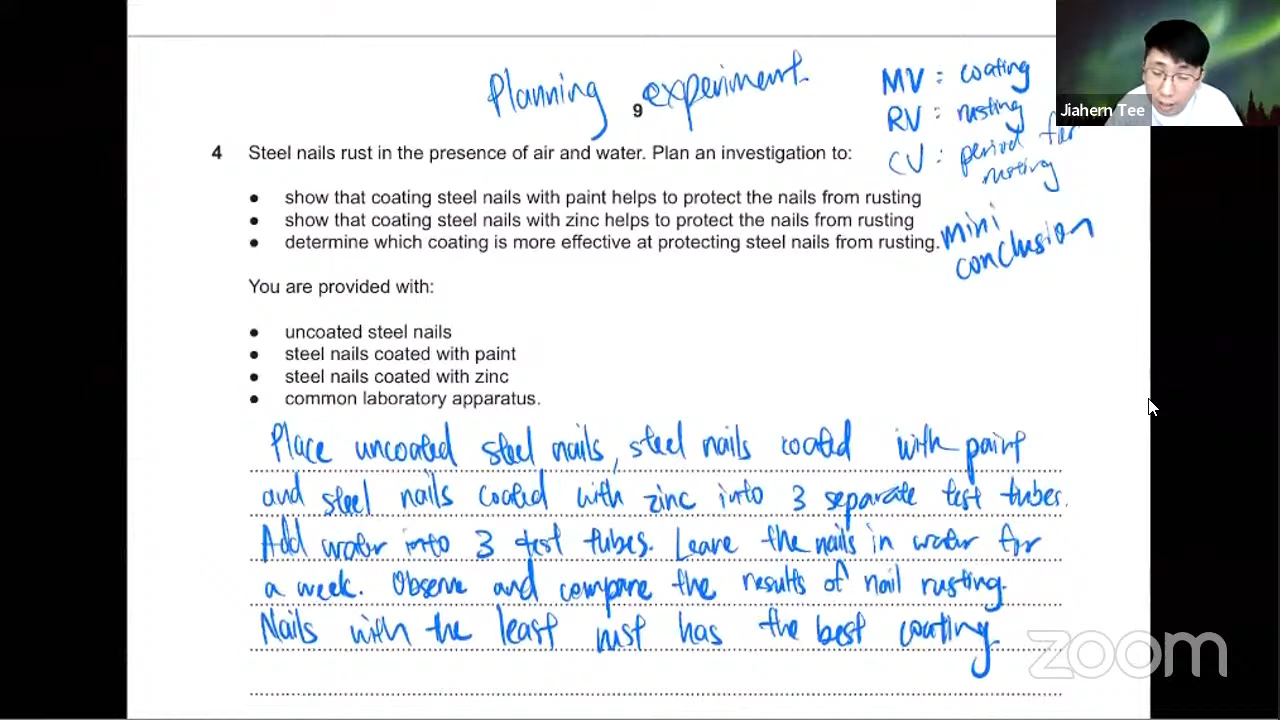 Planning experiment
9
MV : coating
RV : rusting
CV : period for
rusting
Jiahern Tee
4 Steel nails rust in the presence of air and water. Plan an investigation to:
• show that coating steel nails with paint helps to protect the nails from rusting
• show that coating steel nails with zinc helps to protect the nails from rusting
• determine which coating is more effective at protecting steel nails from rusting.
mini
conclusion
You are provided with:
• uncoated steel nails
• steel nails coated with paint
• steel nails coated with zinc
• common laboratory apparatus.
Place uncoated steel nails, steel nails coated with paint
and steel nails coated with zinc into 3 separate test tubes.
Add water into 3 test tubes. Leave the nails in water for
a week. Observe and compare the results of nail rusting.
Nails with the least rust has the best coating.
zoom